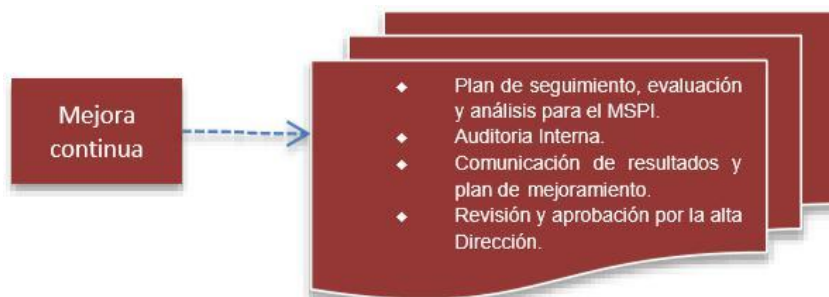 Mejora
continua
◆ Plan de seguimiento, evaluación
y análisis para el MSPI.
◆ Auditoria Interna.
◆ Comunicación de resultados y
plan de mejoramiento.
◆ Revisión y aprobación por la alta
Dirección.